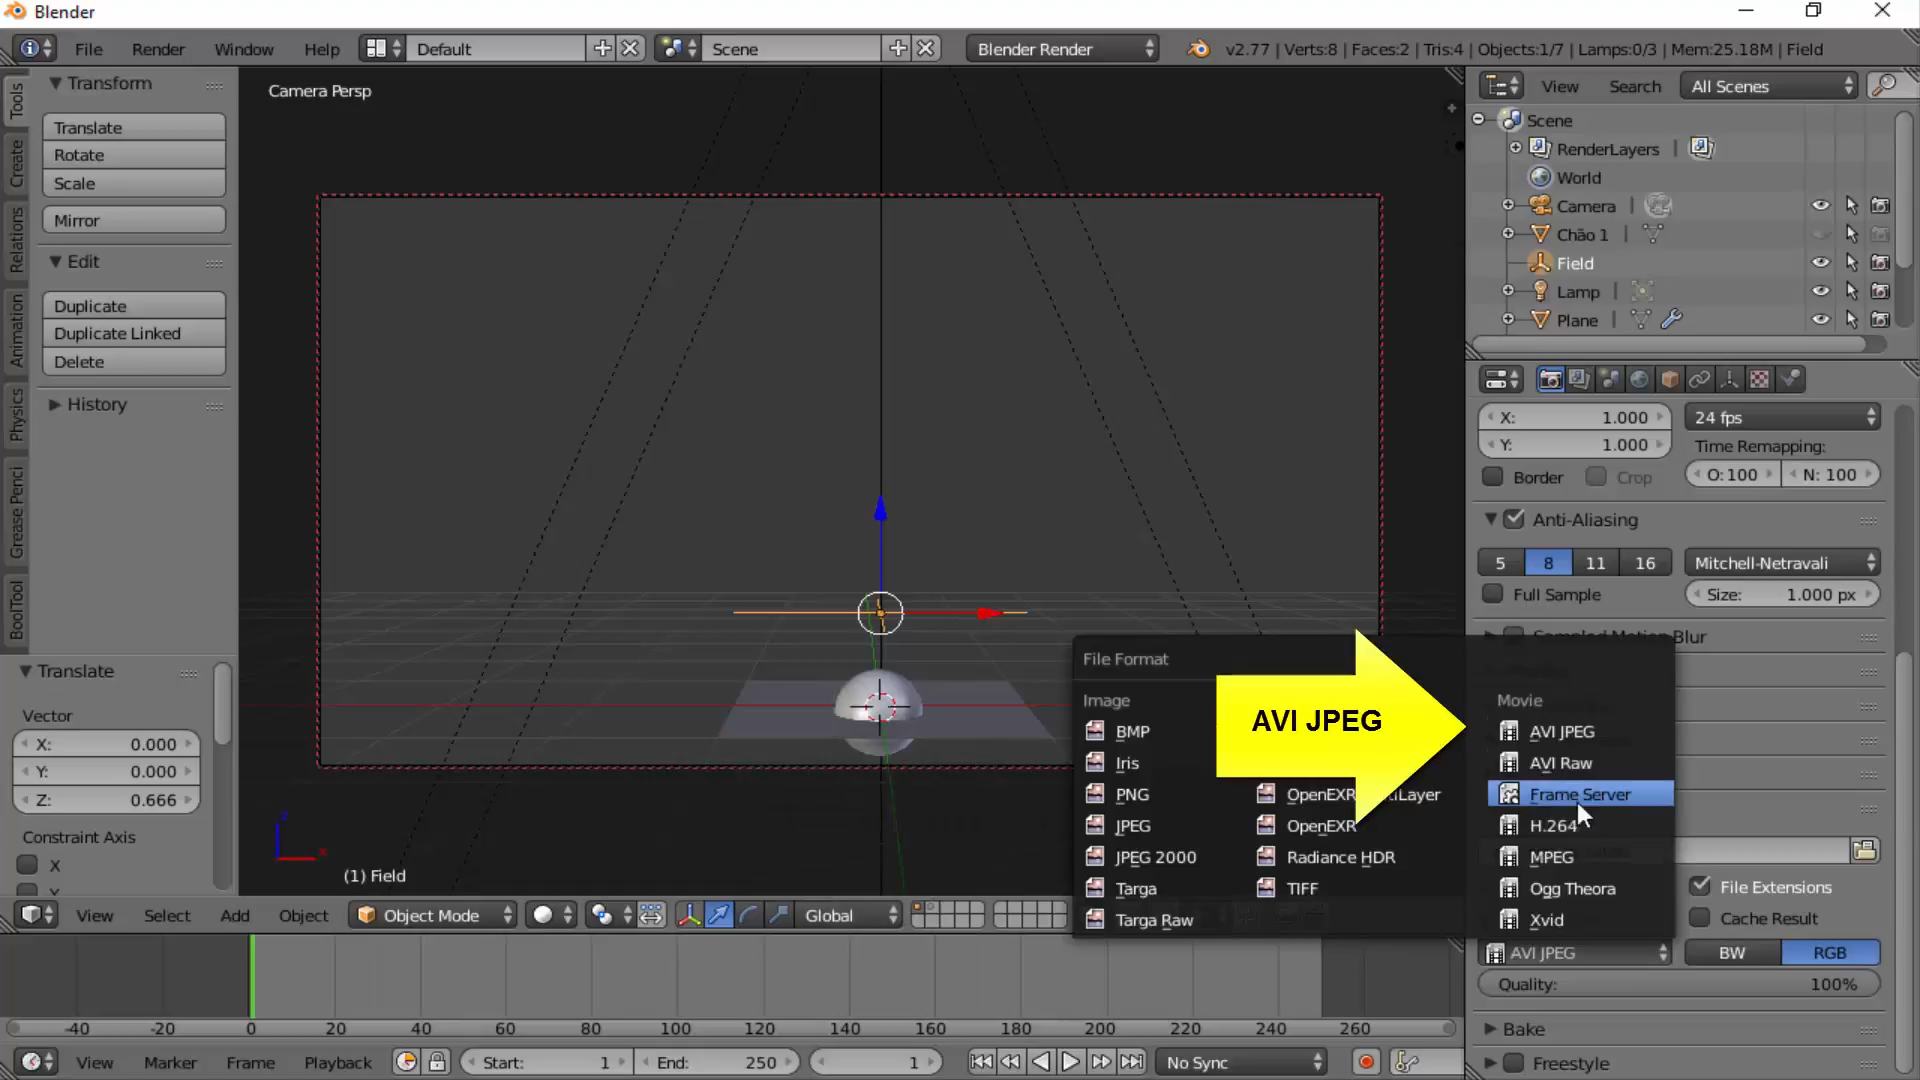 Blender
File Render Window Help Default Scene Blender Render v2.77 | Verts:8 | Faces:2 | Tris:4 | Objects:1/7 | Lamps:0/3 | Mem:25.18M | Field
Tools
Create
Relations
Animation
Physics
Grease Penci
BoolTool
Transform
Translate
Rotate
Scale
Mirror
Edit
Duplicate
Duplicate Linked
Delete
History
Translate
Vector
X: 0.000
Y: 0.000
Z: 0.666
Constraint Axis
X
Camera Persp
(1) Field
View Select Add Object Object Mode Global
View Search All Scenes
Scene
RenderLayers |
World
Camera |
Chão 1 |
Field
Lamp |
Plane |
X: 1.000 24 fps
Y: 1.000 Time Remapping:
Border Crop O: 100 N: 100
Anti-Aliasing
5 8 11 16 Mitchell-Netravali
Full Sample Size: 1.000 px
Sampled Motion Blur
File Format
Image
BMP
Iris
PNG
JPEG
JPEG 2000
Targa
Targa Raw
OpenEXR
OpenEXR
Radiance HDR
TIFF
AVI JPEG
Movie
AVI JPEG
AVI Raw
Frame Server
H.264
MPEG
Ogg Theora
Xvid
File Extensions
Cache Result
AVI JPEG BW RGB
Quality: 100%
Bake
Freestyle
-40 -20 0 20 40 60 80 100 120 140 160 180 200 220 240 260
View Marker Frame Playback Start: 1 End: 250 1 No Sync